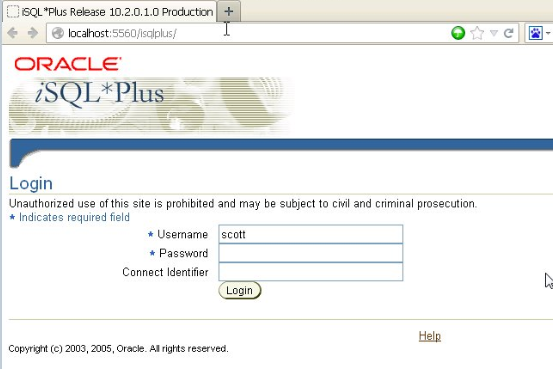 iSQL*Plus Release 10.2.0.1.0 Production
localhost:5560/isqlplus/
ORACLE
iSQL*Plus
Login
Unauthorized use of this site is prohibited and may be subject to civil and criminal prosecution.
* Indicates required field
* Username scott
* Password
Connect Identifier
Login
Help
Copyright (c) 2003, 2005, Oracle. All rights reserved.